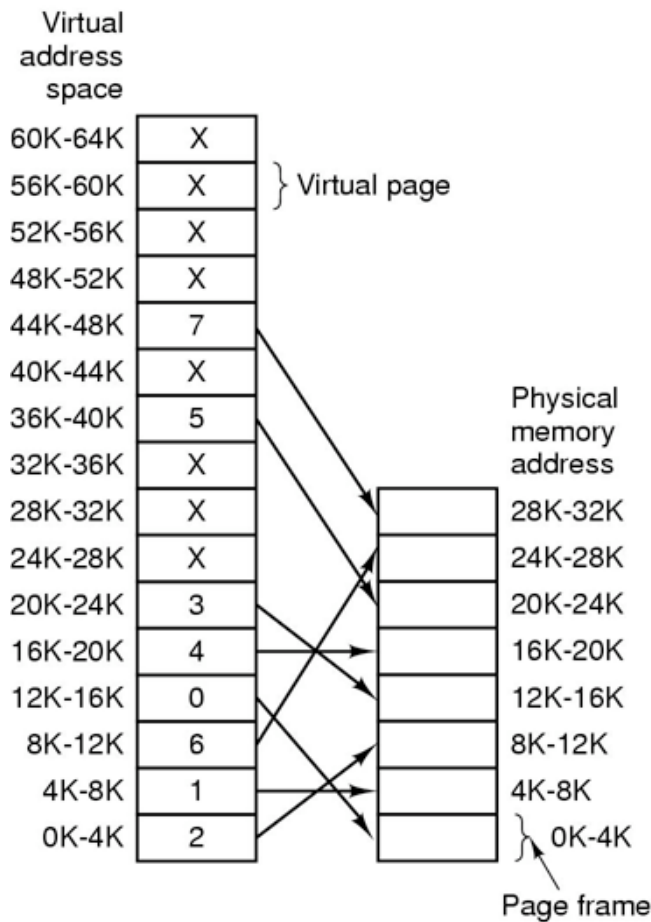 Virtual
address
space
60K-64K X
56K-60K X Virtual page
52K-56K X
48K-52K X
44K-48K 7
40K-44K X
36K-40K 5
Physical
memory
address
32K-36K X
28K-32K X 28K-32K
24K-28K X 24K-28K
20K-24K 3 20K-24K
16K-20K 4 16K-20K
12K-16K 0 12K-16K
8K-12K 6 8K-12K
4K-8K 1 4K-8K
0K-4K 2 0K-4K
Page frame